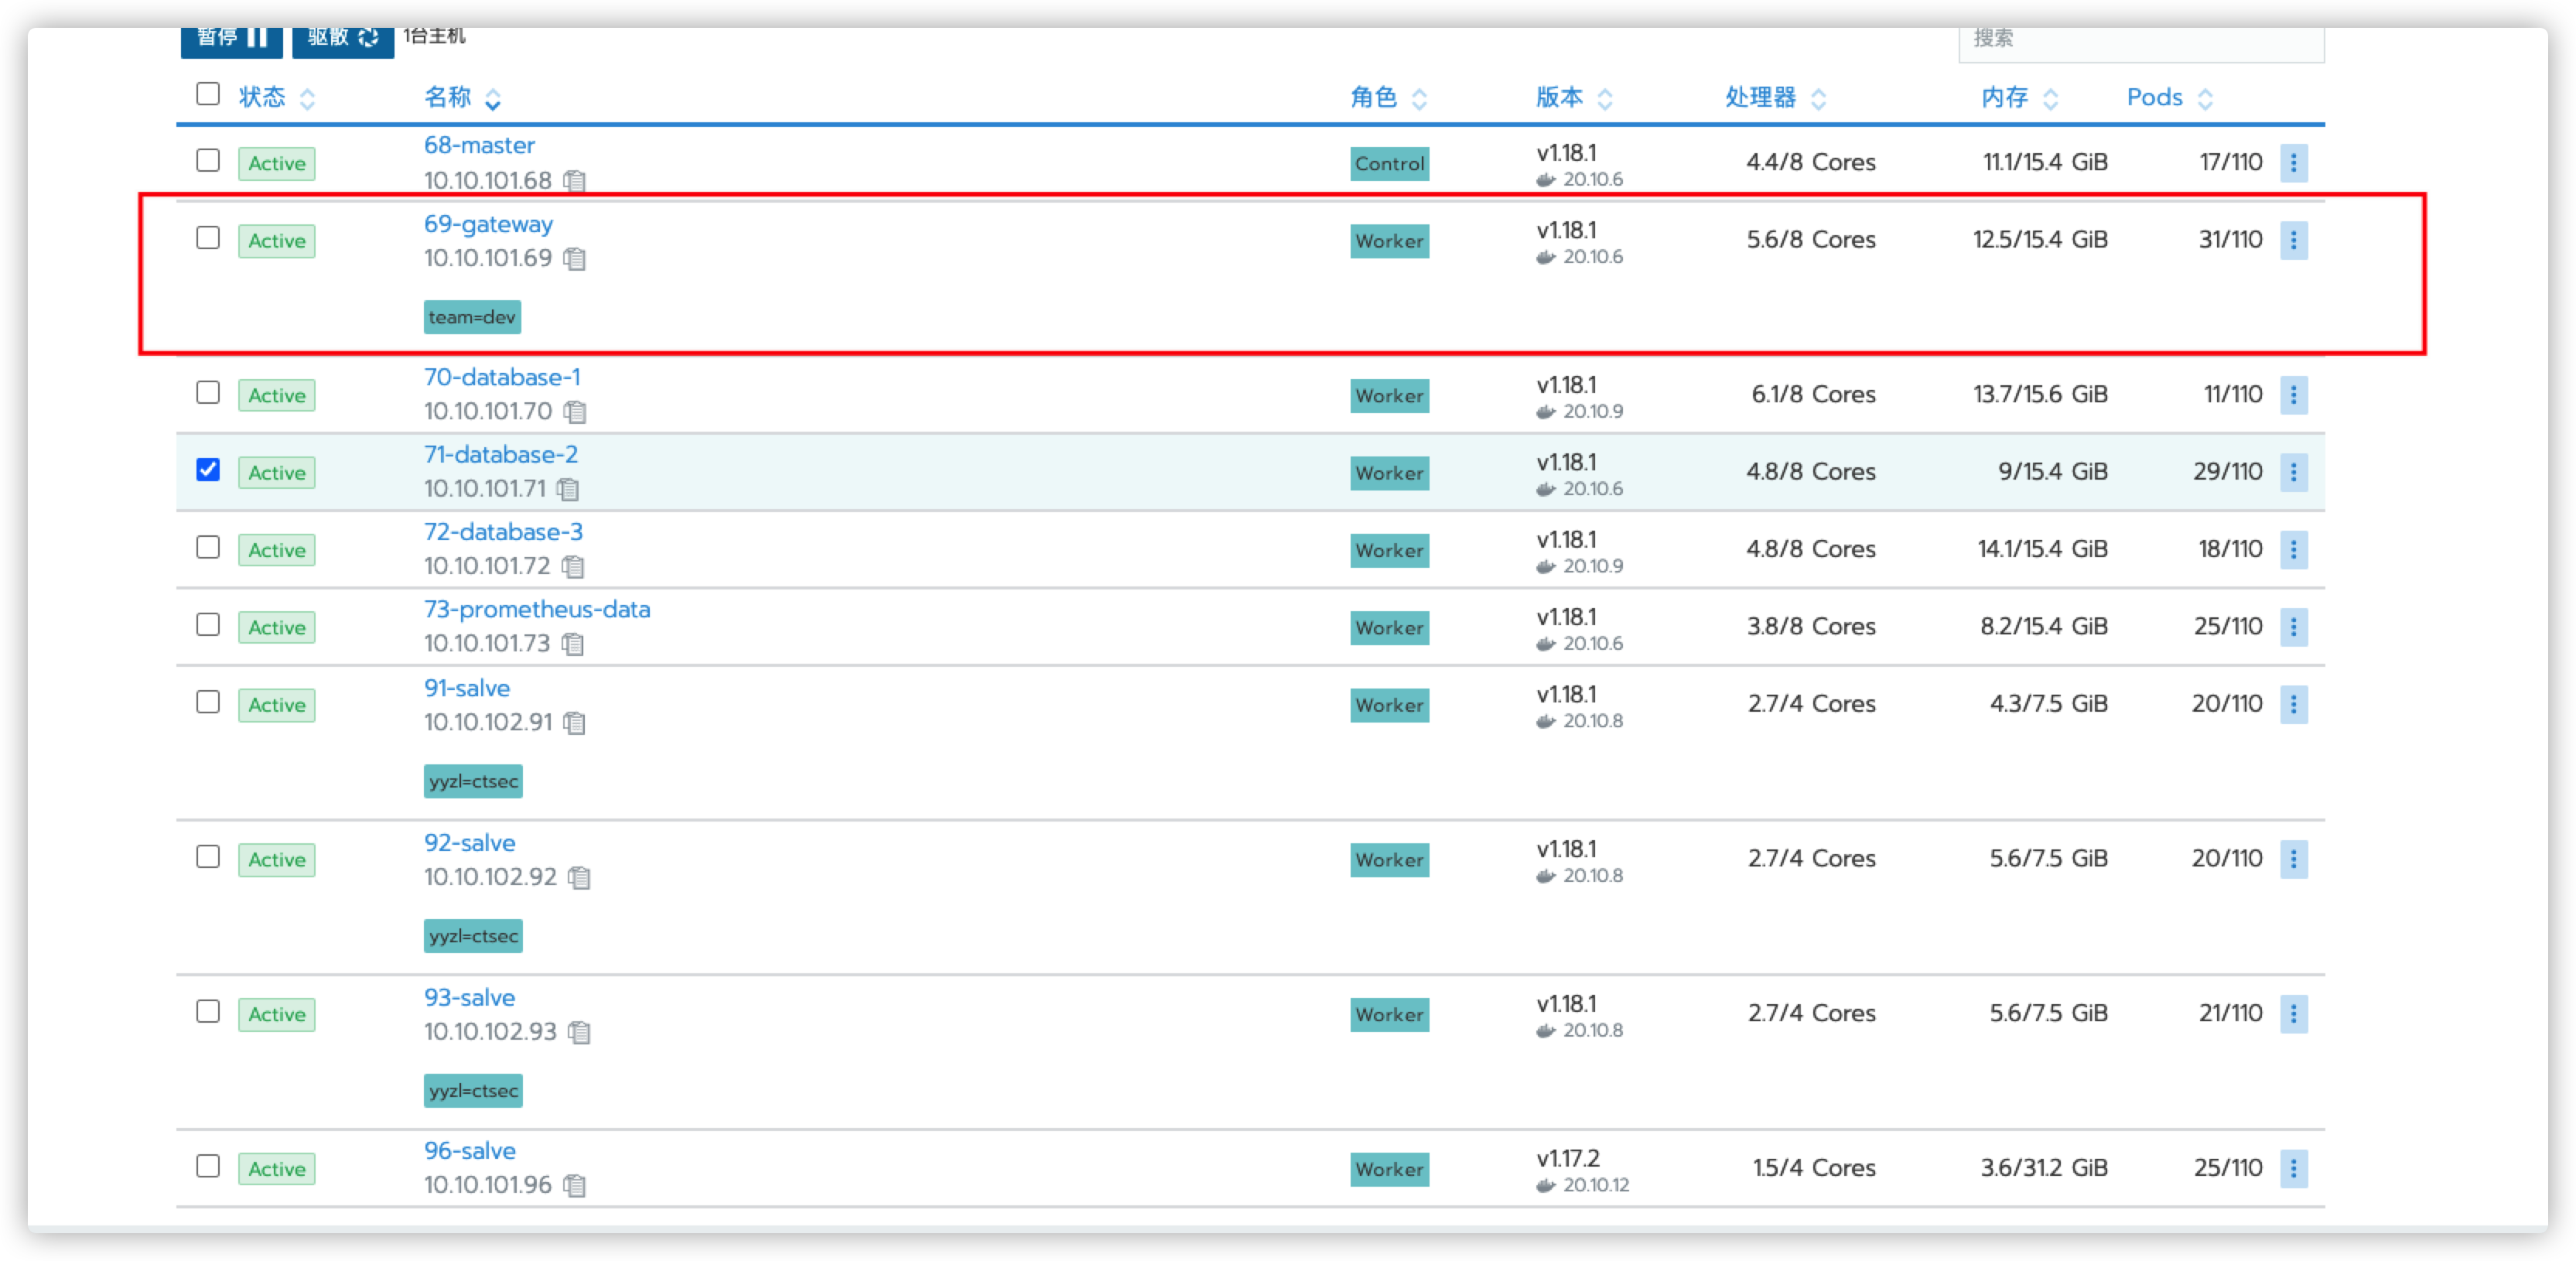 暂停 驱散 1台主机 搜索
状态 名称 角色 版本 处理器 内存 Pods
Active 68-master Control v1.18.1 4.4/8 Cores 11.1/15.4 GiB 17/110
10.10.101.68 20.10.6
Active 69-gateway Worker v1.18.1 5.6/8 Cores 12.5/15.4 GiB 31/110
10.10.101.69 20.10.6
team=dev
Active 70-database-1 Worker v1.18.1 6.1/8 Cores 13.7/15.6 GiB 11/110
10.10.101.70 20.10.9
Active 71-database-2 Worker v1.18.1 4.8/8 Cores 9/15.4 GiB 29/110
10.10.101.71 20.10.6
Active 72-database-3 Worker v1.18.1 4.8/8 Cores 14.1/15.4 GiB 18/110
10.10.101.72 20.10.9
Active 73-prometheus-data Worker v1.18.1 3.8/8 Cores 8.2/15.4 GiB 25/110
10.10.101.73 20.10.6
Active 91-salve Worker v1.18.1 2.7/4 Cores 4.3/7.5 GiB 20/110
10.10.102.91 20.10.8
yyzl=ctsec
Active 92-salve Worker v1.18.1 2.7/4 Cores 5.6/7.5 GiB 20/110
10.10.102.92 20.10.8
yyzl=ctsec
Active 93-salve Worker v1.18.1 2.7/4 Cores 5.6/7.5 GiB 21/110
10.10.102.93 20.10.8
yyzl=ctsec
Active 96-salve Worker v1.17.2 1.5/4 Cores 3.6/31.2 GiB 25/110
10.10.101.96 20.10.12